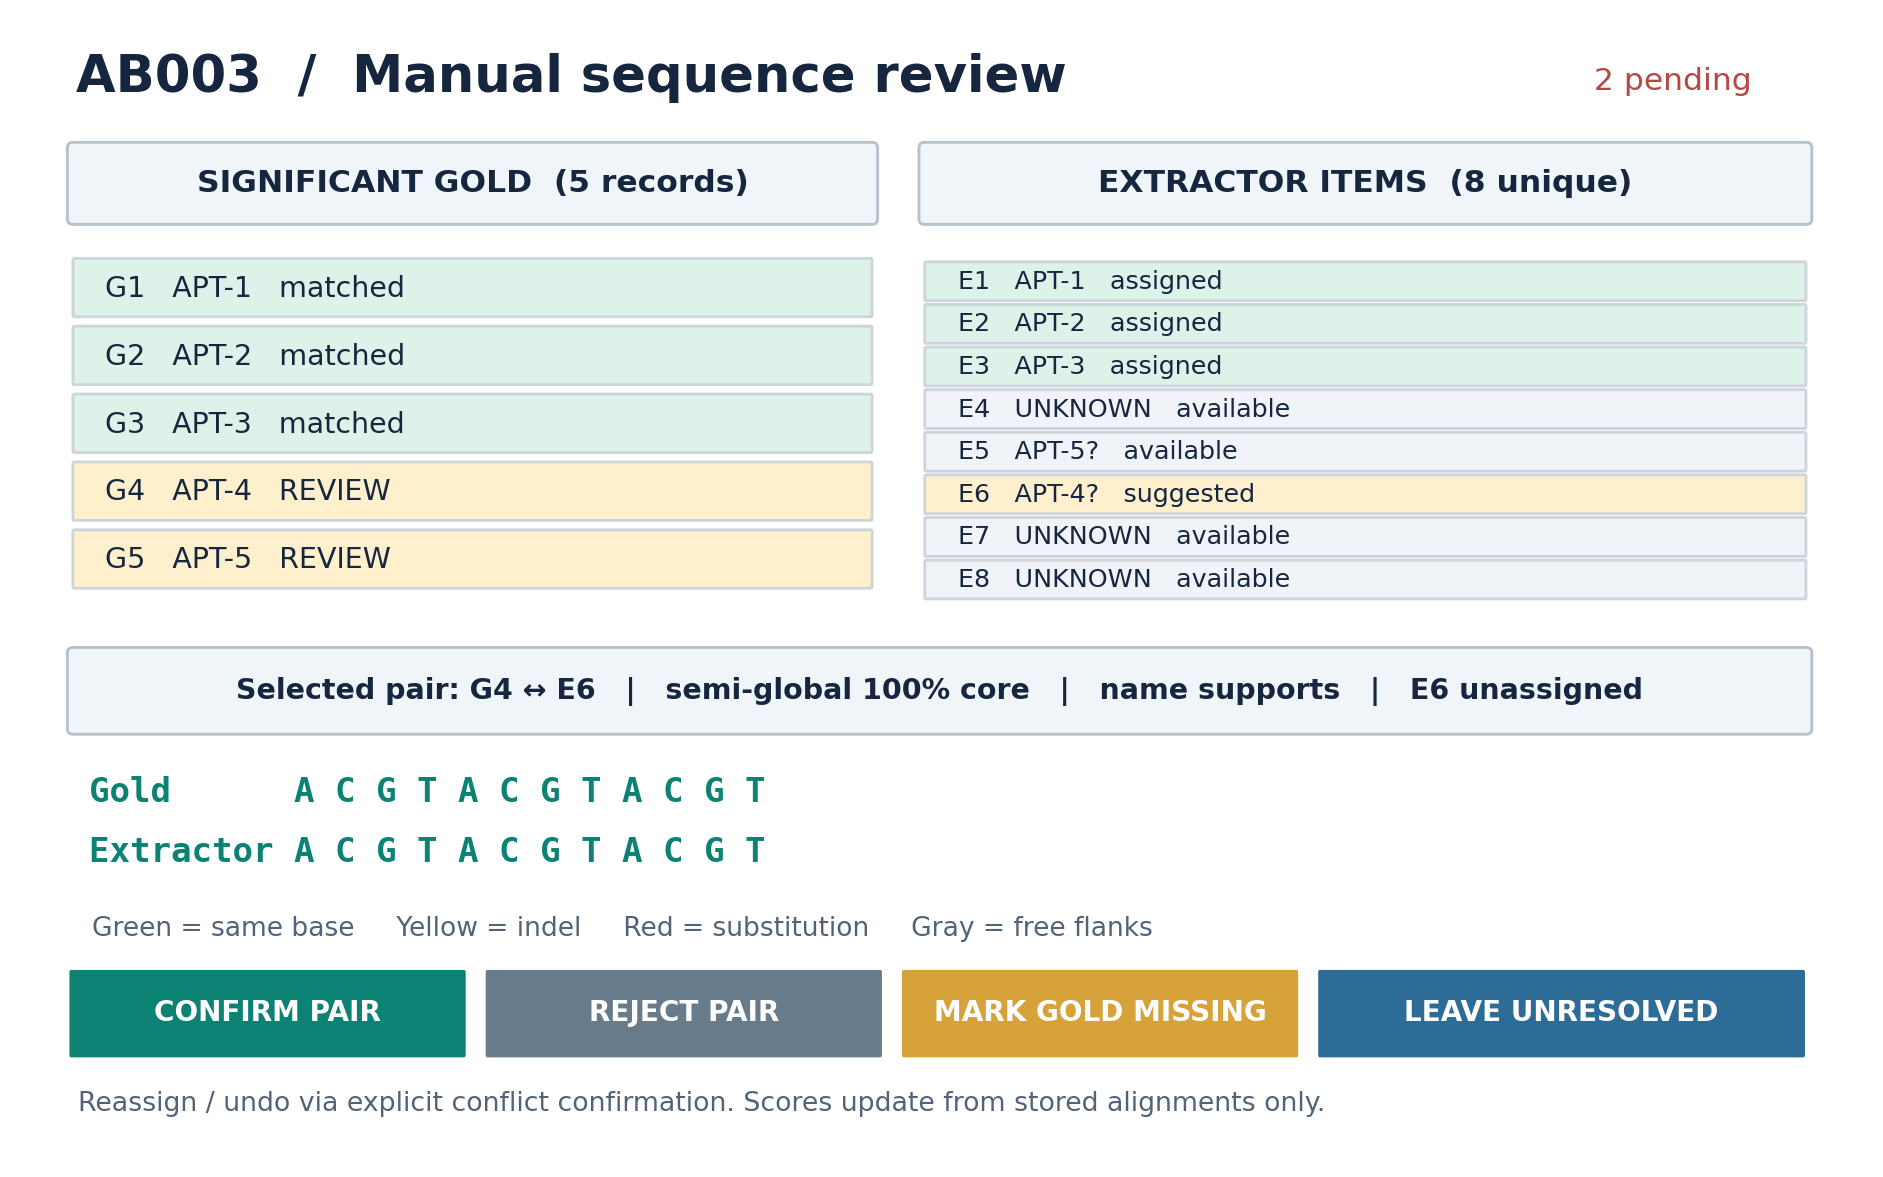 AB003 / Manual sequence review
2 pending
SIGNIFICANT GOLD (5 records)
G1 APT-1 matched
G2 APT-2 matched
G3 APT-3 matched
G4 APT-4 REVIEW
G5 APT-5 REVIEW
EXTRACTOR ITEMS (8 unique)
E1 APT-1 assigned
E2 APT-2 assigned
E3 APT-3 assigned
E4 UNKNOWN available
E5 APT-5? available
E6 APT-4? suggested
E7 UNKNOWN available
E8 UNKNOWN available
Selected pair: G4 ↔ E6 | semi-global 100% core | name supports | E6 unassigned
Gold A C G T A C G T A C G T
Extractor A C G T A C G T A C G T
Green = same base Yellow = indel Red = substitution Gray = free flanks
CONFIRM PAIR
REJECT PAIR
MARK GOLD MISSING
LEAVE UNRESOLVED
Reassign / undo via explicit conflict confirmation. Scores update from stored alignments only.